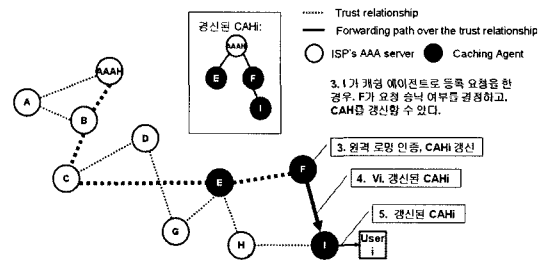 갱신된 CAHi:
AAAH
E
F
I
Trust relationship
Forwarding path over the trust relationship
ISP's AAA server
Caching Agent
3. I 가 캐슁 에이전트로 등록 요청을 한
경우, F가 요청 승낙 여부를 결정하고,
CAH를 갱신할 수 있다.
AAAH
A
B
D
C
E
F
G
H
I
3. 원격 로밍 인증, CAHi 갱신
4. Vi, 갱신된 CAHi
5. 갱신된 CAHi
User
i